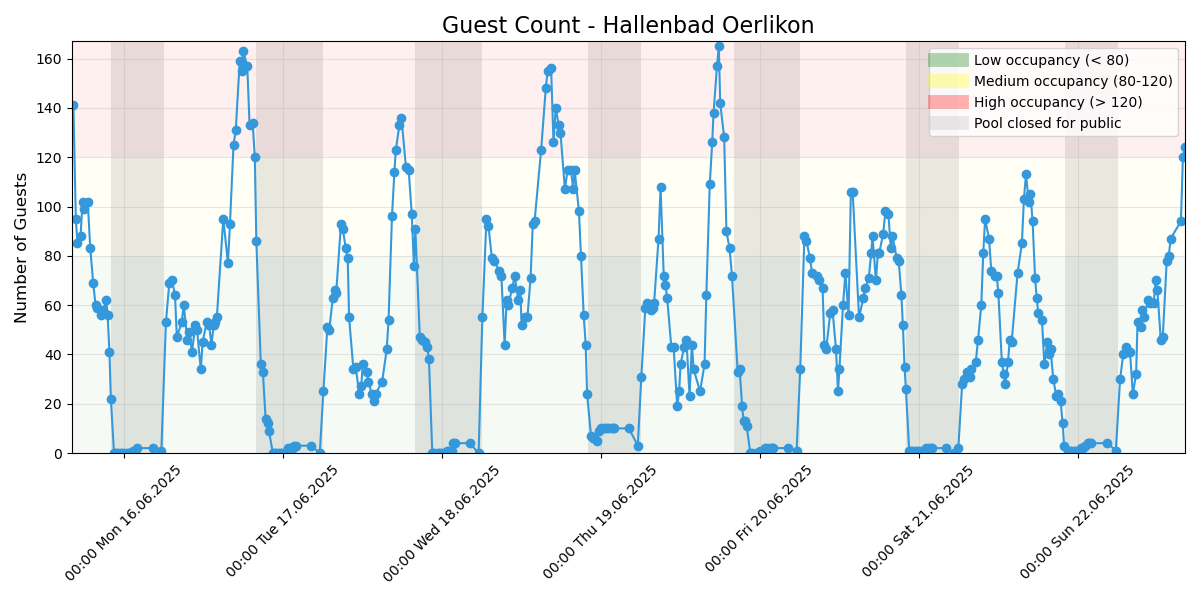 Guest Count - Hallenbad Oerlikon
Number of Guests
160
140
120
100
80
60
40
20
0
Low occupancy (< 80)
Medium occupancy (80-120)
High occupancy (> 120)
Pool closed for public
00:00 Mon 16.06.2025
00:00 Tue 17.06.2025
00:00 Wed 18.06.2025
00:00 Thu 19.06.2025
00:00 Fri 20.06.2025
00:00 Sat 21.06.2025
00:00 Sun 22.06.2025